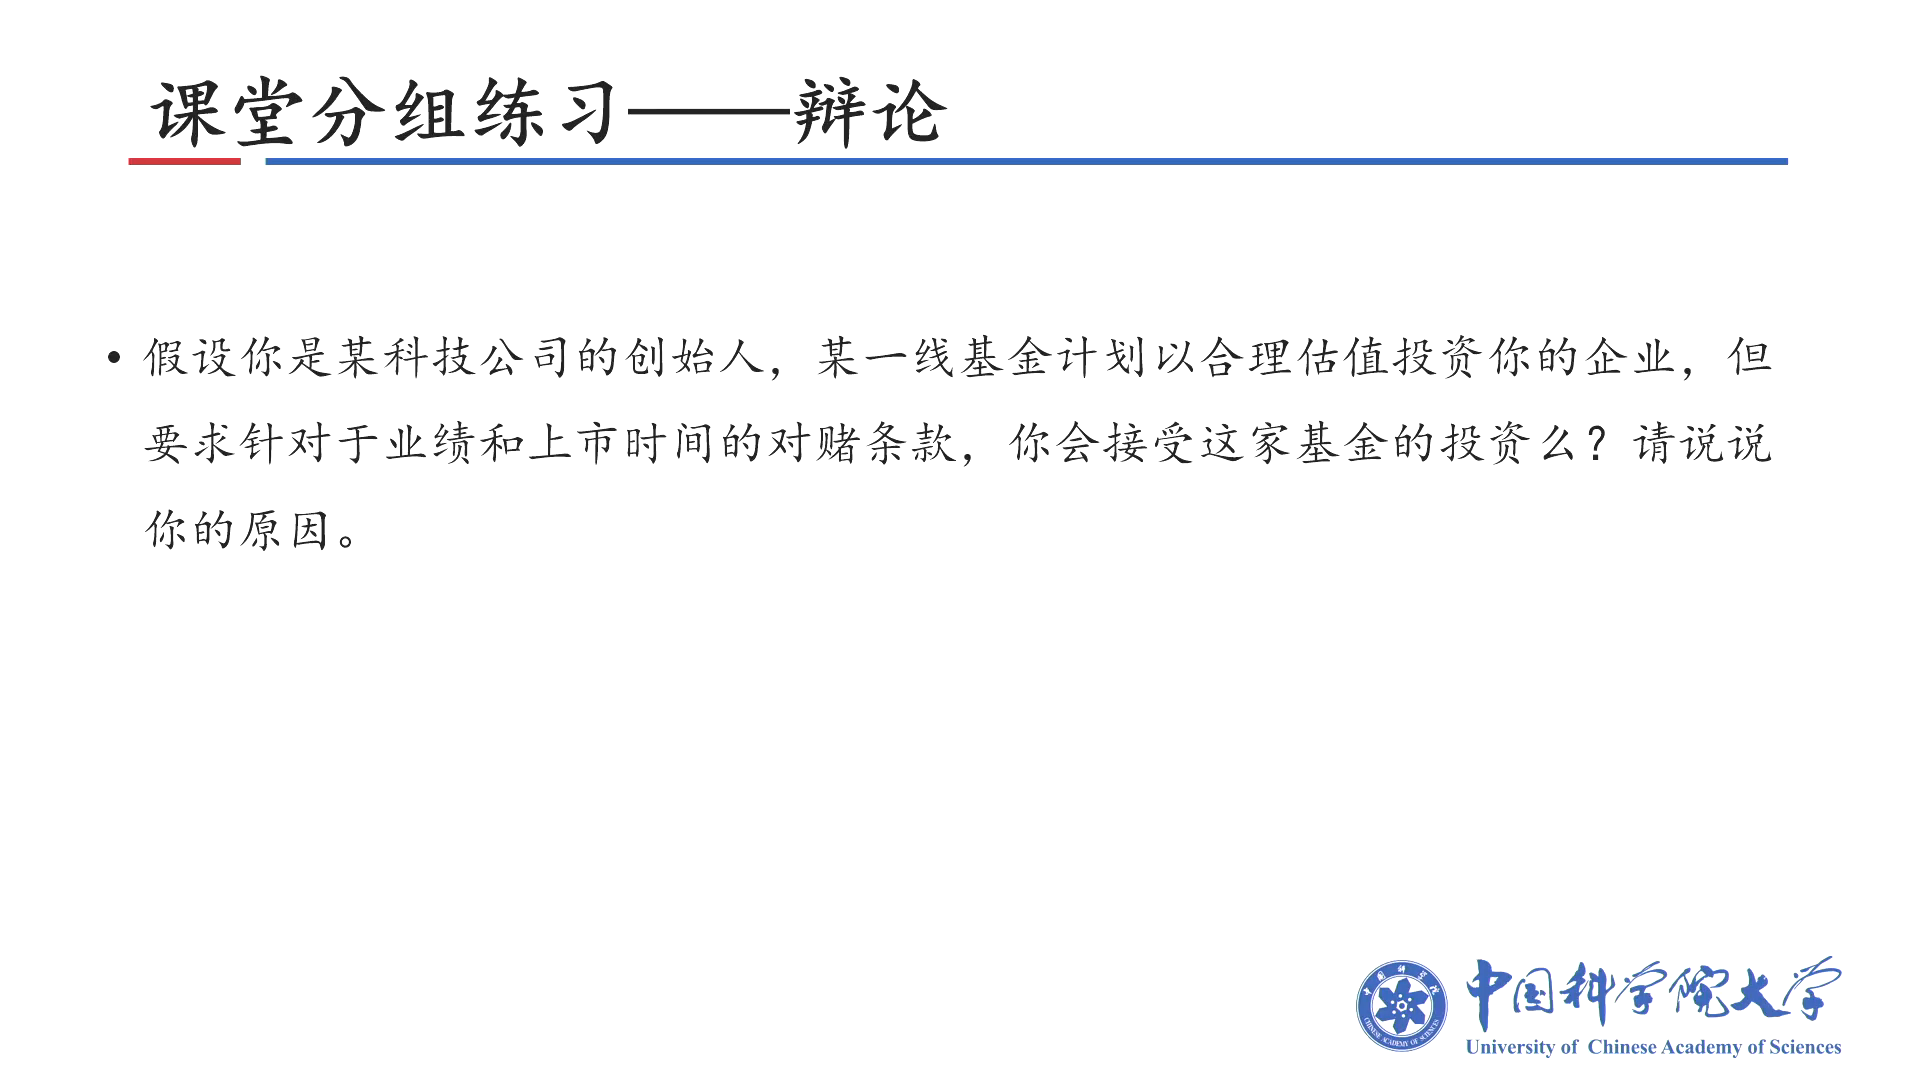 课堂分组练习——辩论
• 假设你是某科技公司的创始人，某一线基金计划以合理估值投资你的企业，但
要求针对于业绩和上市时间的对赌条款，你会接受这家基金的投资么？请说说
你的原因。
中国科学院大学
University of Chinese Academy of Sciences